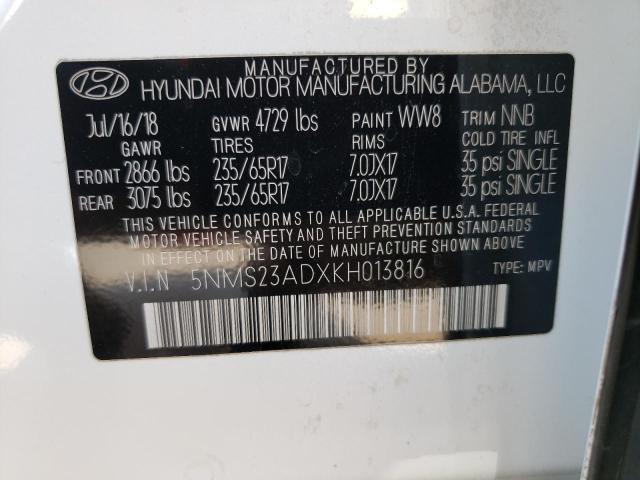 MANUFACTURED BY
HYUNDAI MOTOR MANUFACTURING ALABAMA, LLC
Jul/16/18 GVWR 4729 lbs PAINT WW8 TRIM NNB
GAWR TIRES RIMS COLD TIRE INFL
FRONT 2866 lbs 235/65R17 7.0JX17 35 psi SINGLE
REAR 3075 lbs 235/65R17 7.0JX17 35 psi SINGLE
THIS VEHICLE CONFORMS TO ALL APPLICABLE U.S.A. FEDERAL
MOTOR VEHICLE SAFETY AND THEFT PREVENTION STANDARDS
IN EFFECT ON THE DATE OF MANUFACTURE SHOWN ABOVE.
V.I.N 5NMS23ADXKH013816 TYPE: MPV